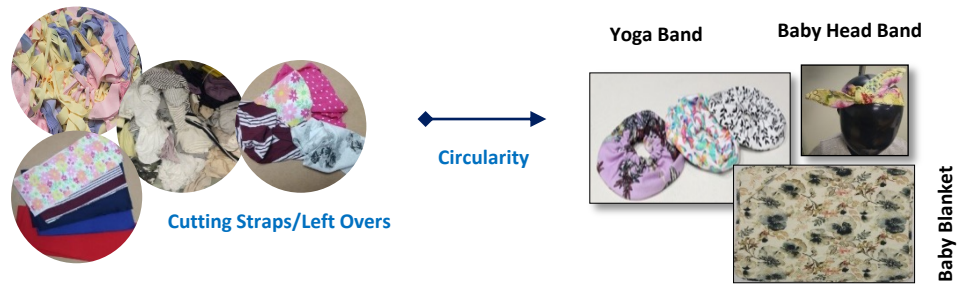 Yoga Band
Baby Head Band
Circularity
Cutting Straps/Left Overs
Baby Blanket